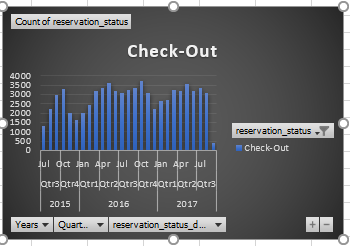 Count of reservation_status
Check-Out
4000
3500
3000
2500
2000
1500
1000
500
0
reservation_status
Check-Out
Jul Oct Jan Apr Jul Oct Jan Apr Jul
Qtr3 Qtr4 Qtr1 Qtr2 Qtr3 Qtr4 Qtr1 Qtr2 Qtr3
2015 2016 2017
Years Quart... reservation_status_d...
+ -